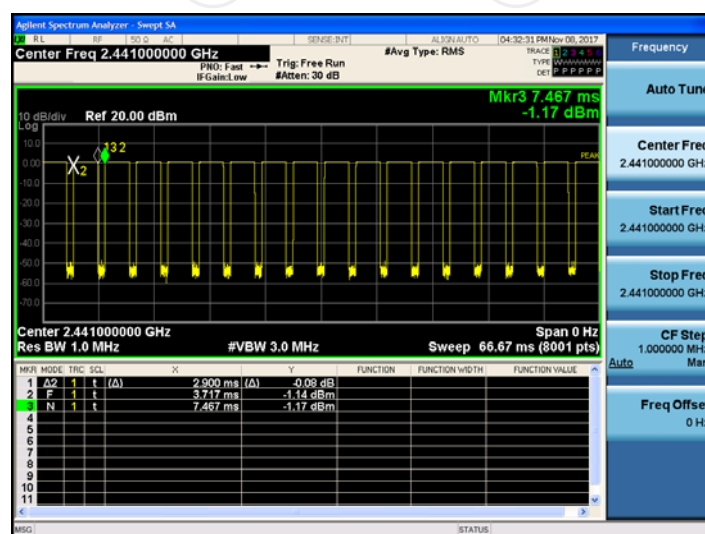 Agilent Spectrum Analyzer - Swept SA
RL RF 50 Ω AC SENSE:INT ALIGN AUTO 04:32:31 PM Nov 08, 2017
Center Freq 2.441000000 GHz #Avg Type: RMS TRACE 1 2 3 4 5 6
PNO: Fast Trig: Free Run TYPE WWWWWW
IFGain:Low #Atten: 30 dB DET P P P P P P
Mkr3 7.467 ms
-1.17 dBm
10 dB/div Ref 20.00 dBm
Log
10.0
0.00
-10.0
-20.0
-30.0
-40.0
-50.0
-60.0
-70.0
2
1 3 2
PEAK
Center 2.441000000 GHz Span 0 Hz
Res BW 1.0 MHz #VBW 3.0 MHz Sweep 66.67 ms (8001 pts)
MKR MODE TRC SCL X Y FUNCTION FUNCTION WIDTH FUNCTION VALUE
1 Δ2 1 t (Δ) 2.900 ms (Δ) -0.08 dB
2 F 1 t 3.717 ms -1.14 dBm
3 N 1 t 7.467 ms -1.17 dBm
4
5
6
7
8
9
10
11
MSG STATUS
Frequency
Auto Tune
Center Freq
2.441000000 GHz
Start Freq
2.441000000 GHz
Stop Freq
2.441000000 GHz
CF Step
1.000000 MHz
Auto Man
Freq Offset
0 Hz